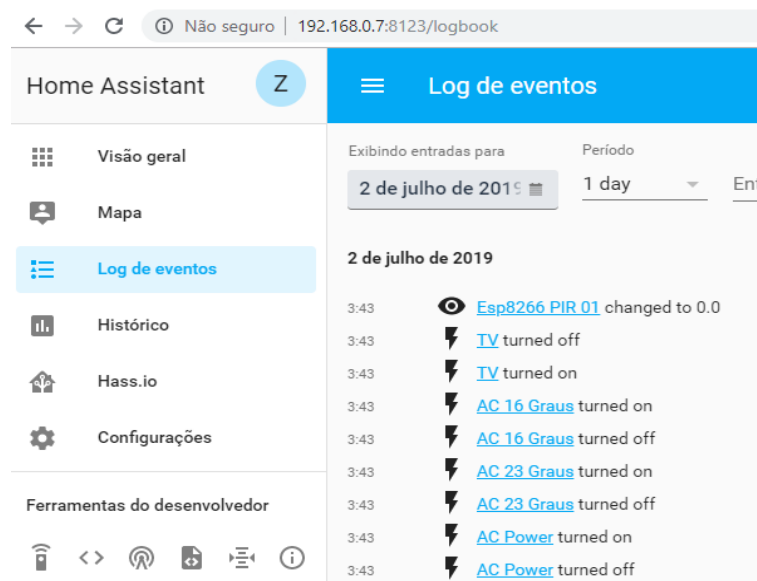 Não seguro | 192.168.0.7:8123/logbook
Home Assistant
Z
Visão geral
Mapa
Log de eventos
Histórico
Hass.io
Configurações
Ferramentas do desenvolvedor
Log de eventos
Exibindo entradas para
Período
2 de julho de 2019
1 day
2 de julho de 2019
3:43 Esp8266 PIR 01 changed to 0.0
3:43 TV turned off
3:43 TV turned on
3:43 AC 16 Graus turned on
3:43 AC 16 Graus turned off
3:43 AC 23 Graus turned on
3:43 AC 23 Graus turned off
3:43 AC Power turned on
3:43 AC Power turned off